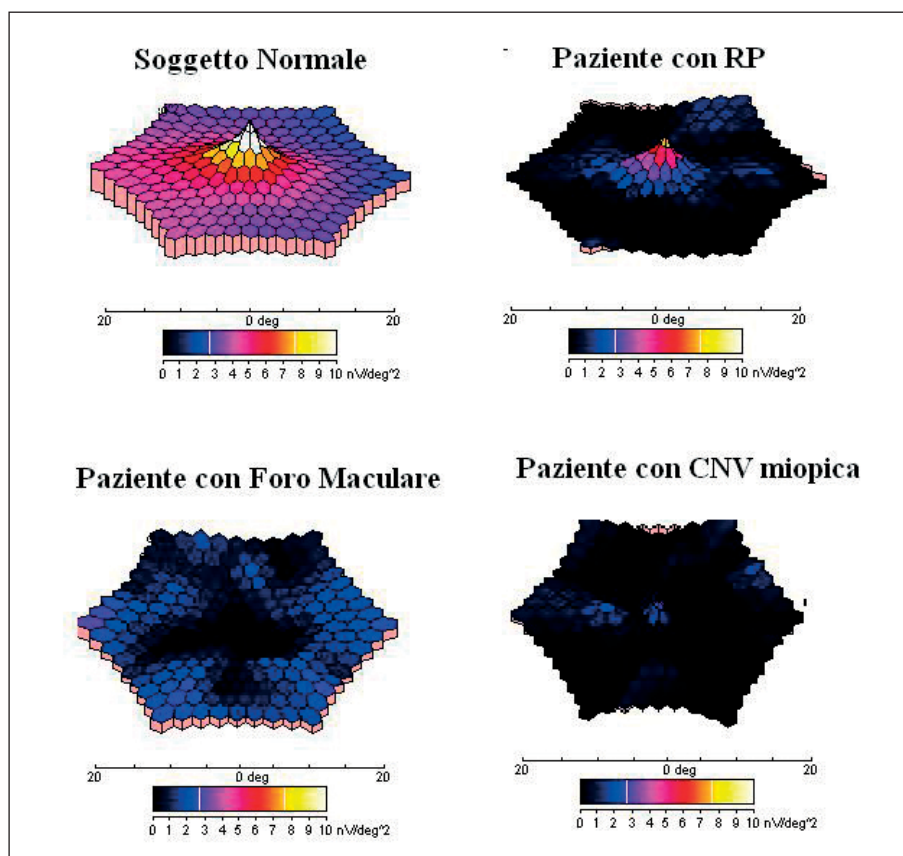 Soggetto Normale
Paziente con RP
20 0 deg 20
0 1 2 3 4 5 6 7 8 9 10 nV/deg^2
20 0 deg 20
0 1 2 3 4 5 6 7 8 9 10 nV/deg^2
Paziente con Foro Maculare
Paziente con CNV miopica
20 0 deg 20
0 1 2 3 4 5 6 7 8 9 10 nV/deg^2
20 0 deg 20
0 1 2 3 4 5 6 7 8 9 10 nV/deg^2